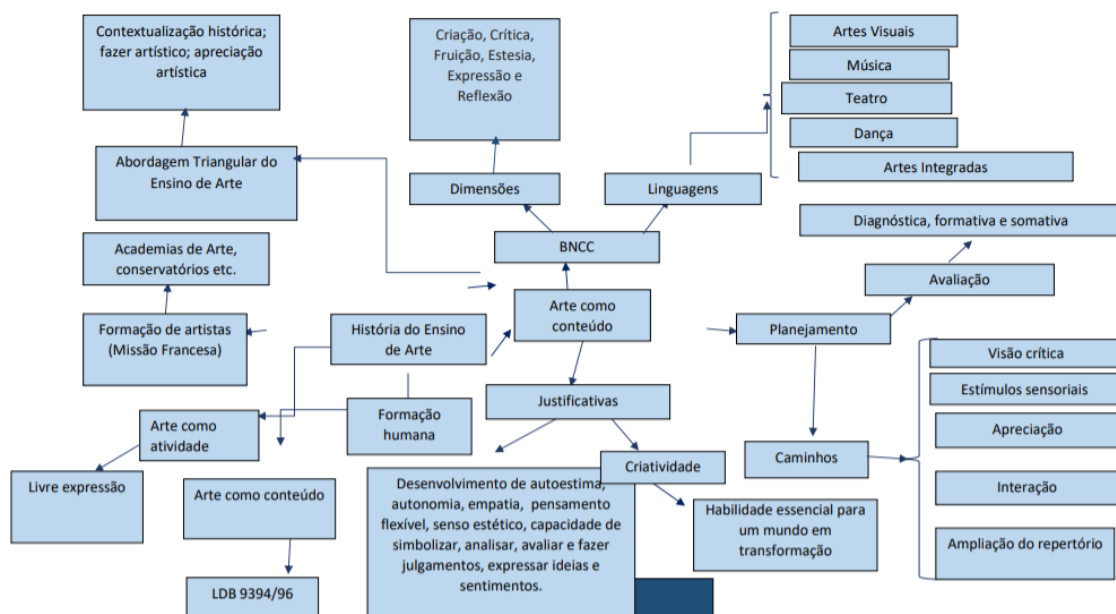 Contextualização histórica;
fazer artístico; apreciação
artística
Criação, Crítica,
Fruição, Estesia,
Expressão e
Reflexão
Artes Visuais
Música
Teatro
Dança
Artes Integradas
Abordagem Triangular do
Ensino de Arte
Dimensões
Linguagens
Diagnóstica, formativa e somativa
Academias de Arte,
conservatórios etc.
BNCC
Avaliação
Formação de artistas
(Missão Francesa)
História do Ensino
de Arte
Arte como
conteúdo
Planejamento
Visão crítica
Estímulos sensoriais
Justificativas
Formação
humana
Arte como
atividade
Apreciação
Criatividade
Caminhos
Livre expressão
Arte como conteúdo
Desenvolvimento de autoestima,
autonomia, empatia, pensamento
flexível, senso estético, capacidade de
simbolizar, analisar, avaliar e fazer
julgamentos, expressar ideias e
sentimentos.
Habilidade essencial para
um mundo em
transformação
Interação
Ampliação do repertório
LDB 9394/96